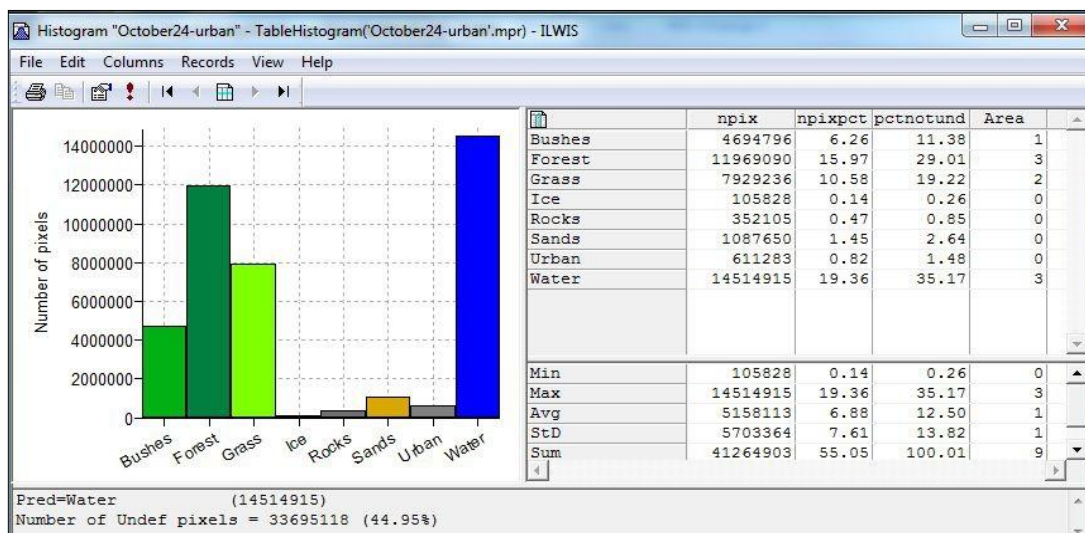 Histogram "October24-urban" - TableHistogram('October24-urban'.mpr) - ILWIS
File Edit Columns Records View Help
Number of pixels
14000000
12000000
10000000
8000000
6000000
4000000
2000000
0
Bushes Forest Grass Ice Rocks Sands Urban Water
npix npixpct pctnotund Area
Bushes 4694796 6.26 11.38 1
Forest 11969090 15.97 29.01 3
Grass 7929236 10.58 19.22 2
Ice 105828 0.14 0.26 0
Rocks 352105 0.47 0.85 0
Sands 1087650 1.45 2.64 0
Urban 611283 0.82 1.48 0
Water 14514915 19.36 35.17 3
Min 105828 0.14 0.26 0
Max 14514915 19.36 35.17 3
Avg 5158113 6.88 12.50 1
StD 5703364 7.61 13.82 1
Sum 41264903 55.05 100.01 9
Pred=Water (14514915)
Number of Undef pixels = 33695118 (44.95%)